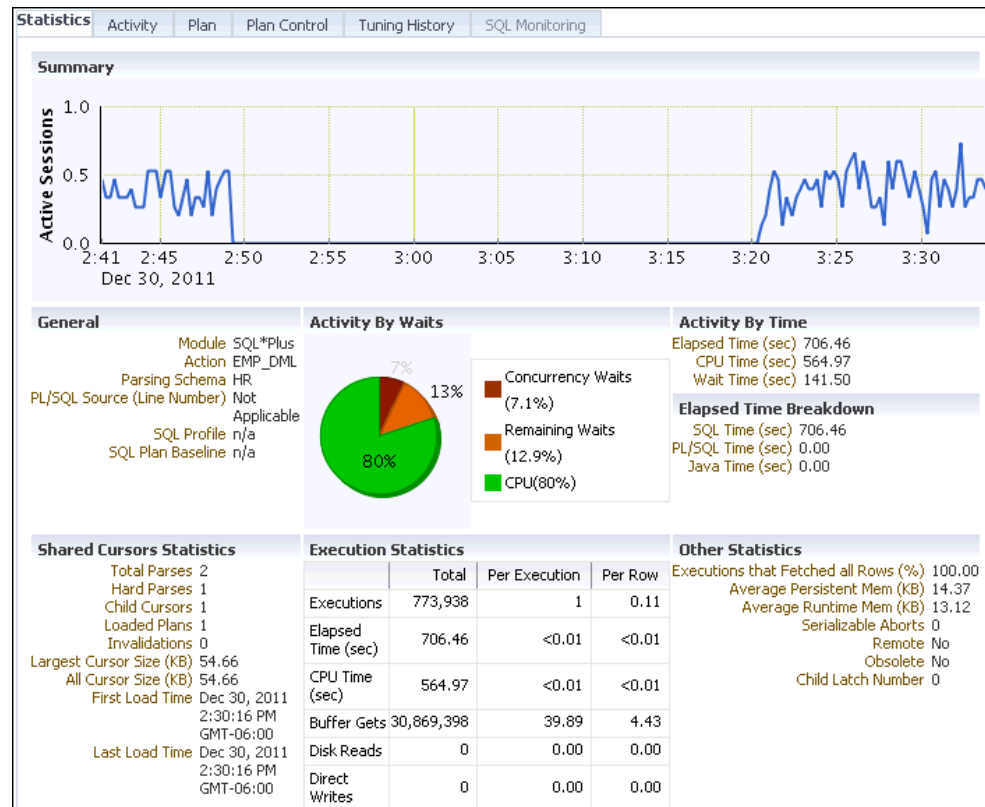 Statistics Activity Plan Plan Control Tuning History SQL Monitoring
Summary
Active Sessions
1.0
0.5
0.0
2:41 2:45 2:50 2:55 3:00 3:05 3:10 3:15 3:20 3:25 3:30
Dec 30, 2011
General
Module SQL*Plus
Action EMP_DML
Parsing Schema HR
PL/SQL Source (Line Number) Not
Applicable
SQL Profile n/a
SQL Plan Baseline n/a
Activity By Waits
7%
13%
80%
Concurrency Waits
(7.1%)
Remaining Waits
(12.9%)
CPU(80%)
Activity By Time
Elapsed Time (sec) 706.46
CPU Time (sec) 564.97
Wait Time (sec) 141.50
Elapsed Time Breakdown
SQL Time (sec) 706.46
PL/SQL Time (sec) 0.00
Java Time (sec) 0.00
Shared Cursors Statistics
Total Parses 2
Hard Parses 1
Child Cursors 1
Loaded Plans 1
Invalidations 0
Largest Cursor Size (KB) 54.66
All Cursor Size (KB) 54.66
First Load Time Dec 30, 2011
2:30:16 PM
GMT-06:00
Last Load Time Dec 30, 2011
2:30:16 PM
GMT-06:00
Execution Statistics
Total Per Execution Per Row
Executions 773,938 1 0.11
Elapsed
Time (sec) 706.46 <0.01 <0.01
CPU Time
(sec) 564.97 <0.01 <0.01
Buffer Gets 30,869,398 39.89 4.43
Disk Reads 0 0.00 0.00
Direct
Writes 0 0.00 0.00
Other Statistics
Executions that Fetched all Rows (%) 100.00
Average Persistent Mem (KB) 14.37
Average Runtime Mem (KB) 13.12
Serializable Aborts 0
Remote No
Obsolete No
Child Latch Number 0